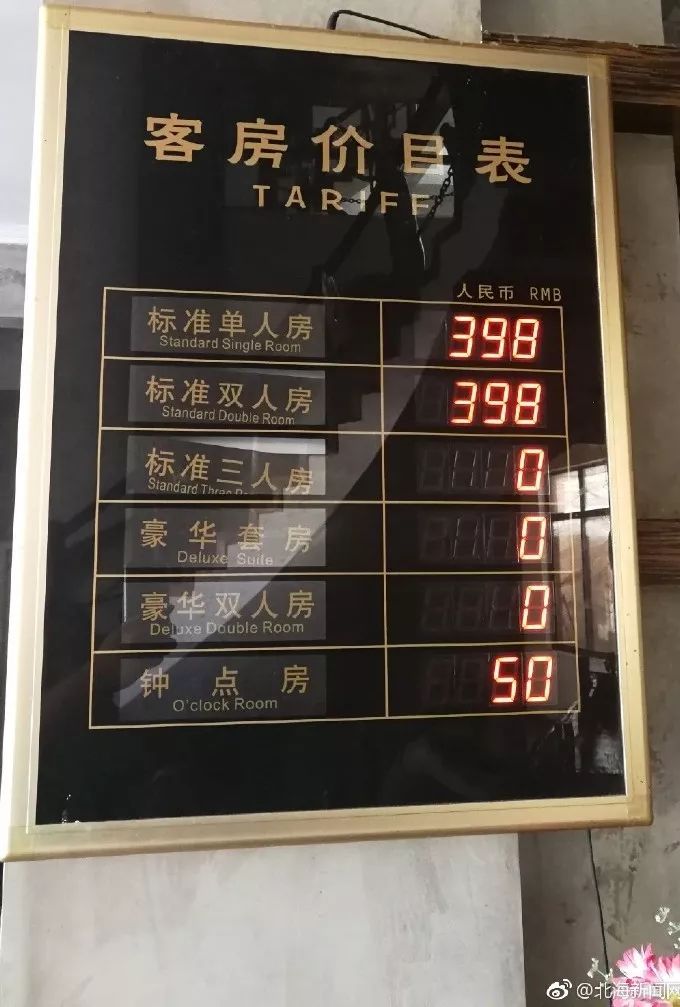 客房价目表
TARIFF
人民币 RMB
标准单人房 398
Standard Single Room
标准双人房 398
Standard Double Room
标准三人房 0
Standard Three
豪华套房 0
Deluxe Suite
豪华双人房 0
Deluxe Double Room
钟点房 50
O'clock Room
@北海新闻网